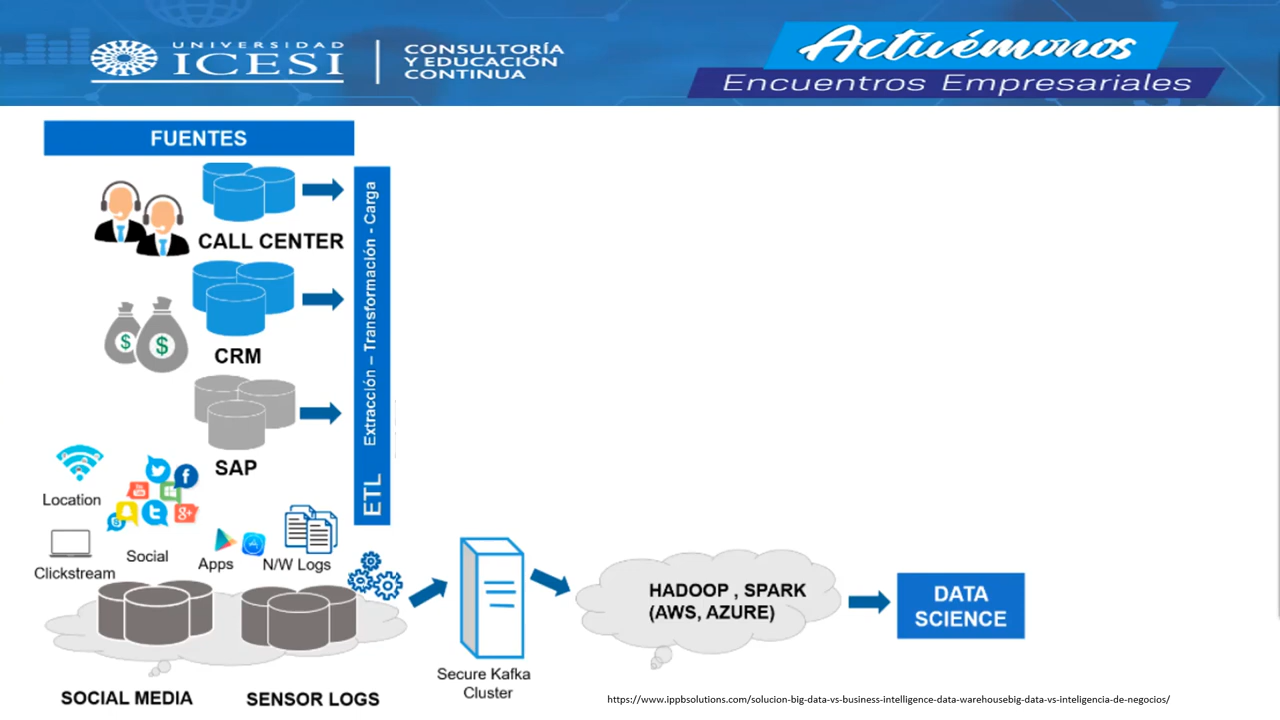 UNIVERSIDAD
ICESI
CONSULTORÍA
Y EDUCACIÓN
CONTINUA
Activémonos
Encuentros Empresariales
FUENTES
CALL CENTER
CRM
SAP
ETL Extracción – Transformación - Carga
Location
Social
Clickstream
Apps
N/W Logs
SOCIAL MEDIA
SENSOR LOGS
Secure Kafka
Cluster
HADOOP , SPARK
(AWS, AZURE)
DATA
SCIENCE
https://www.ippbsolutions.com/solucion-big-data-vs-business-intelligence-data-warehousebig-data-vs-inteligencia-de-negocios/